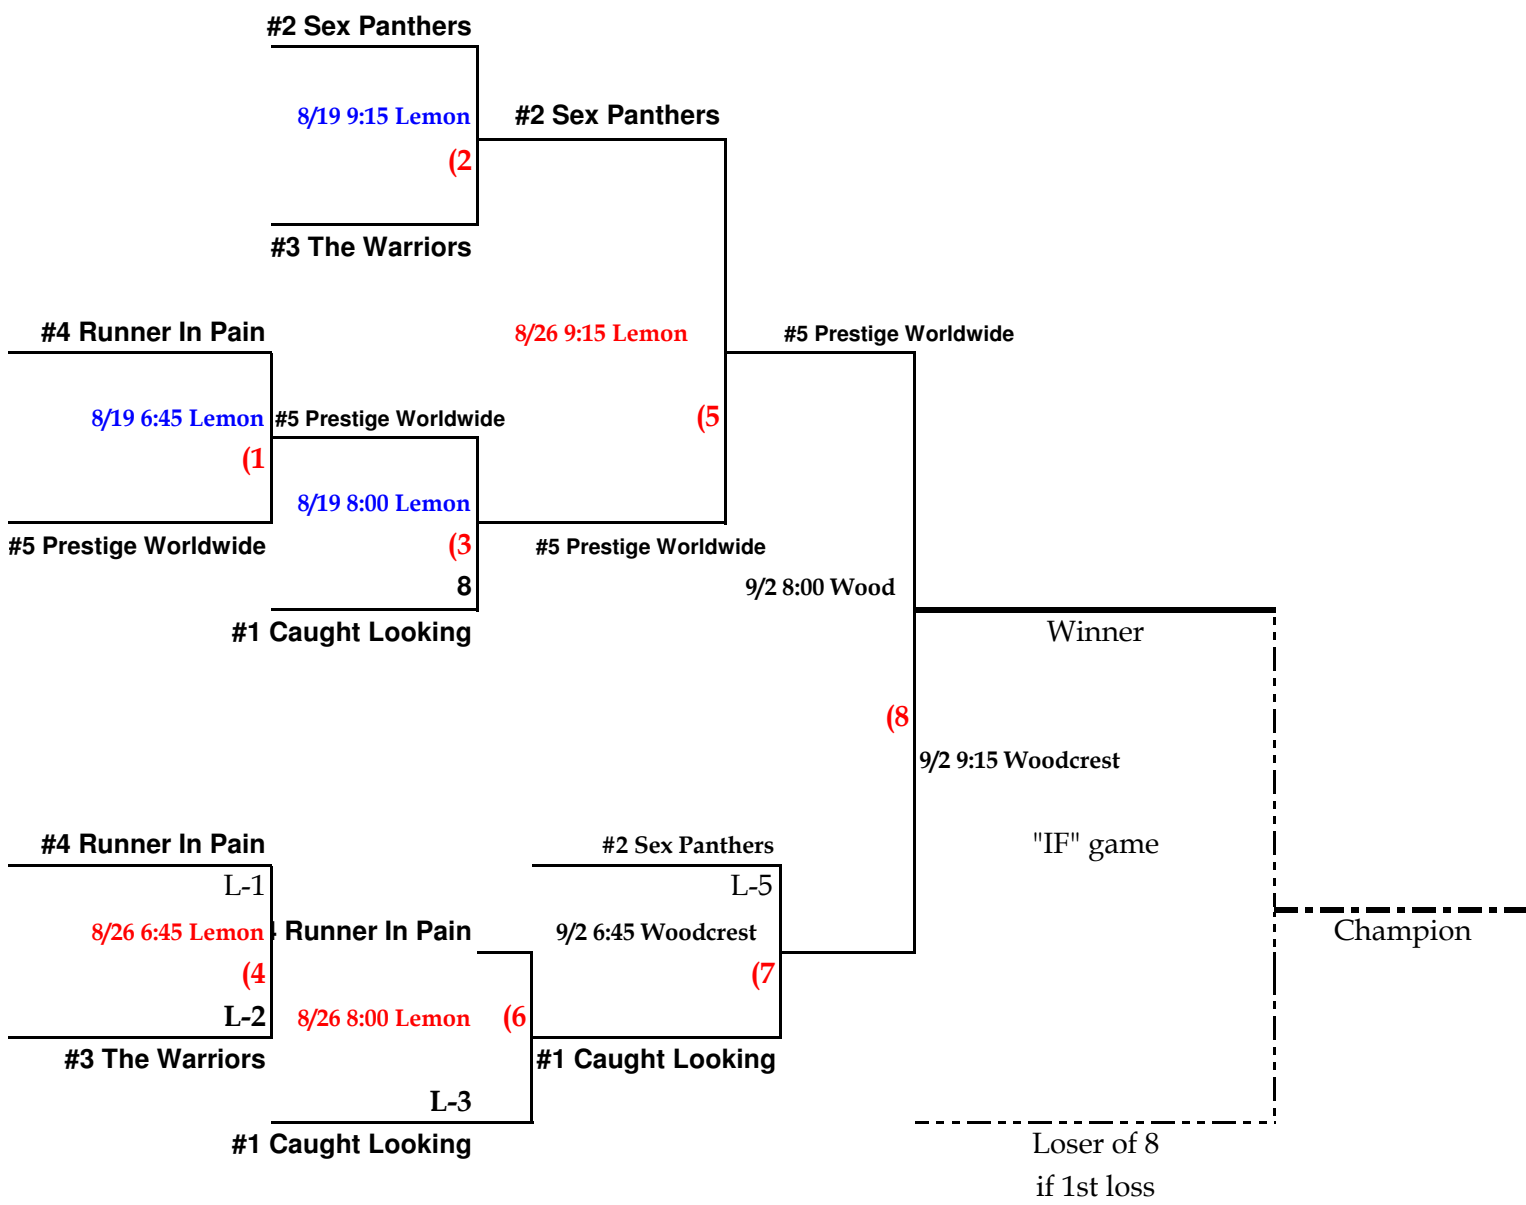 #2 Sex Panthers
8/19 9:15 Lemon
#2 Sex Panthers
(2
#3 The Warriors
#4 Runner In Pain
8/26 9:15 Lemon
#5 Prestige Worldwide
8/19 6:45 Lemon
#5 Prestige Worldwide
(5
(1
8/19 8:00 Lemon
#5 Prestige Worldwide
(3
#5 Prestige Worldwide
8
9/2 8:00 Wood
#1 Caught Looking
Winner
(8
9/2 9:15 Woodcrest
#4 Runner In Pain
#2 Sex Panthers
"IF" game
L-1
L-5
8/26 6:45 Lemon
Runner In Pain
9/2 6:45 Woodcrest
Champion
(4
(7
L-2
8/26 8:00 Lemon
(6
#3 The Warriors
#1 Caught Looking
L-3
#1 Caught Looking
Loser of 8
if 1st loss